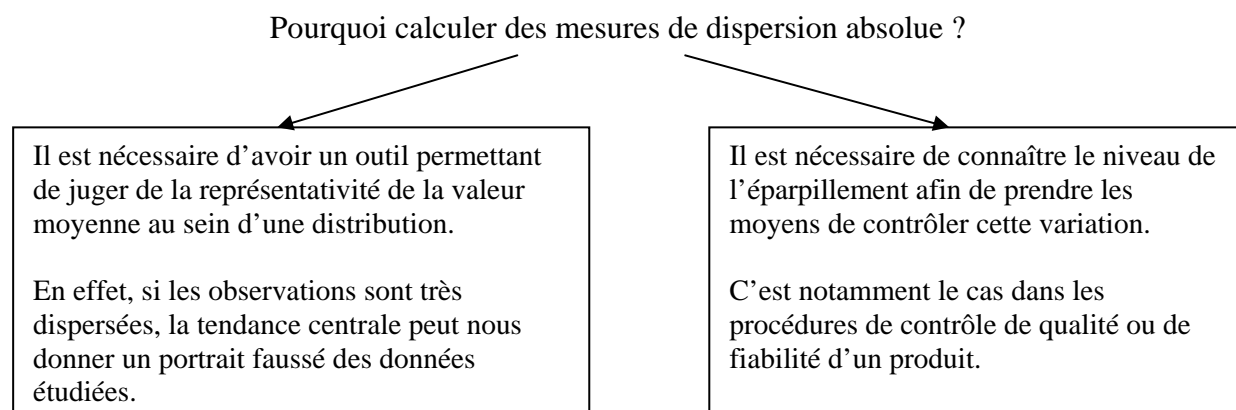 Pourquoi calculer des mesures de dispersion absolue ?
Il est nécessaire d’avoir un outil permettant
de juger de la représentativité de la valeur
moyenne au sein d’une distribution.
En effet, si les observations sont très
dispersées, la tendance centrale peut nous
donner un portrait faussé des données
étudiées.
Il est nécessaire de connaître le niveau de
l’éparpillement afin de prendre les
moyens de contrôler cette variation.
C’est notamment le cas dans les
procédures de contrôle de qualité ou de
fiabilité d’un produit.